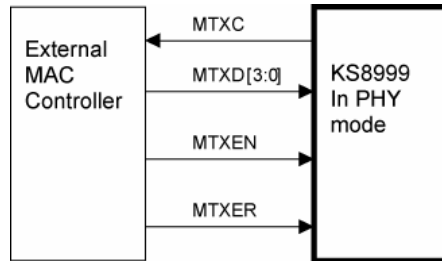 External
MAC
Controller
MTXC
MTXD[3:0]
MTXEN
MTXER
KS8999
In PHY
mode